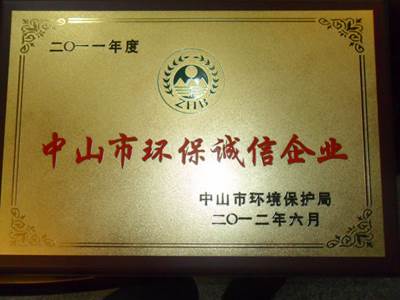 二〇一一年度
ZHB
中山市环保诚信企业
中山市环境保护局
二〇一二年六月